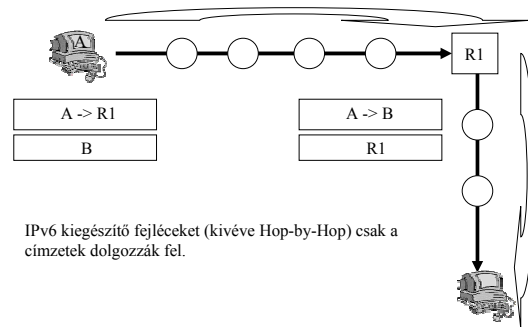 A
R1
A -> R1
A -> B
B
R1
IPv6 kiegészítő fejléceket (kivéve Hop-by-Hop) csak a
címzetek dolgozzák fel.